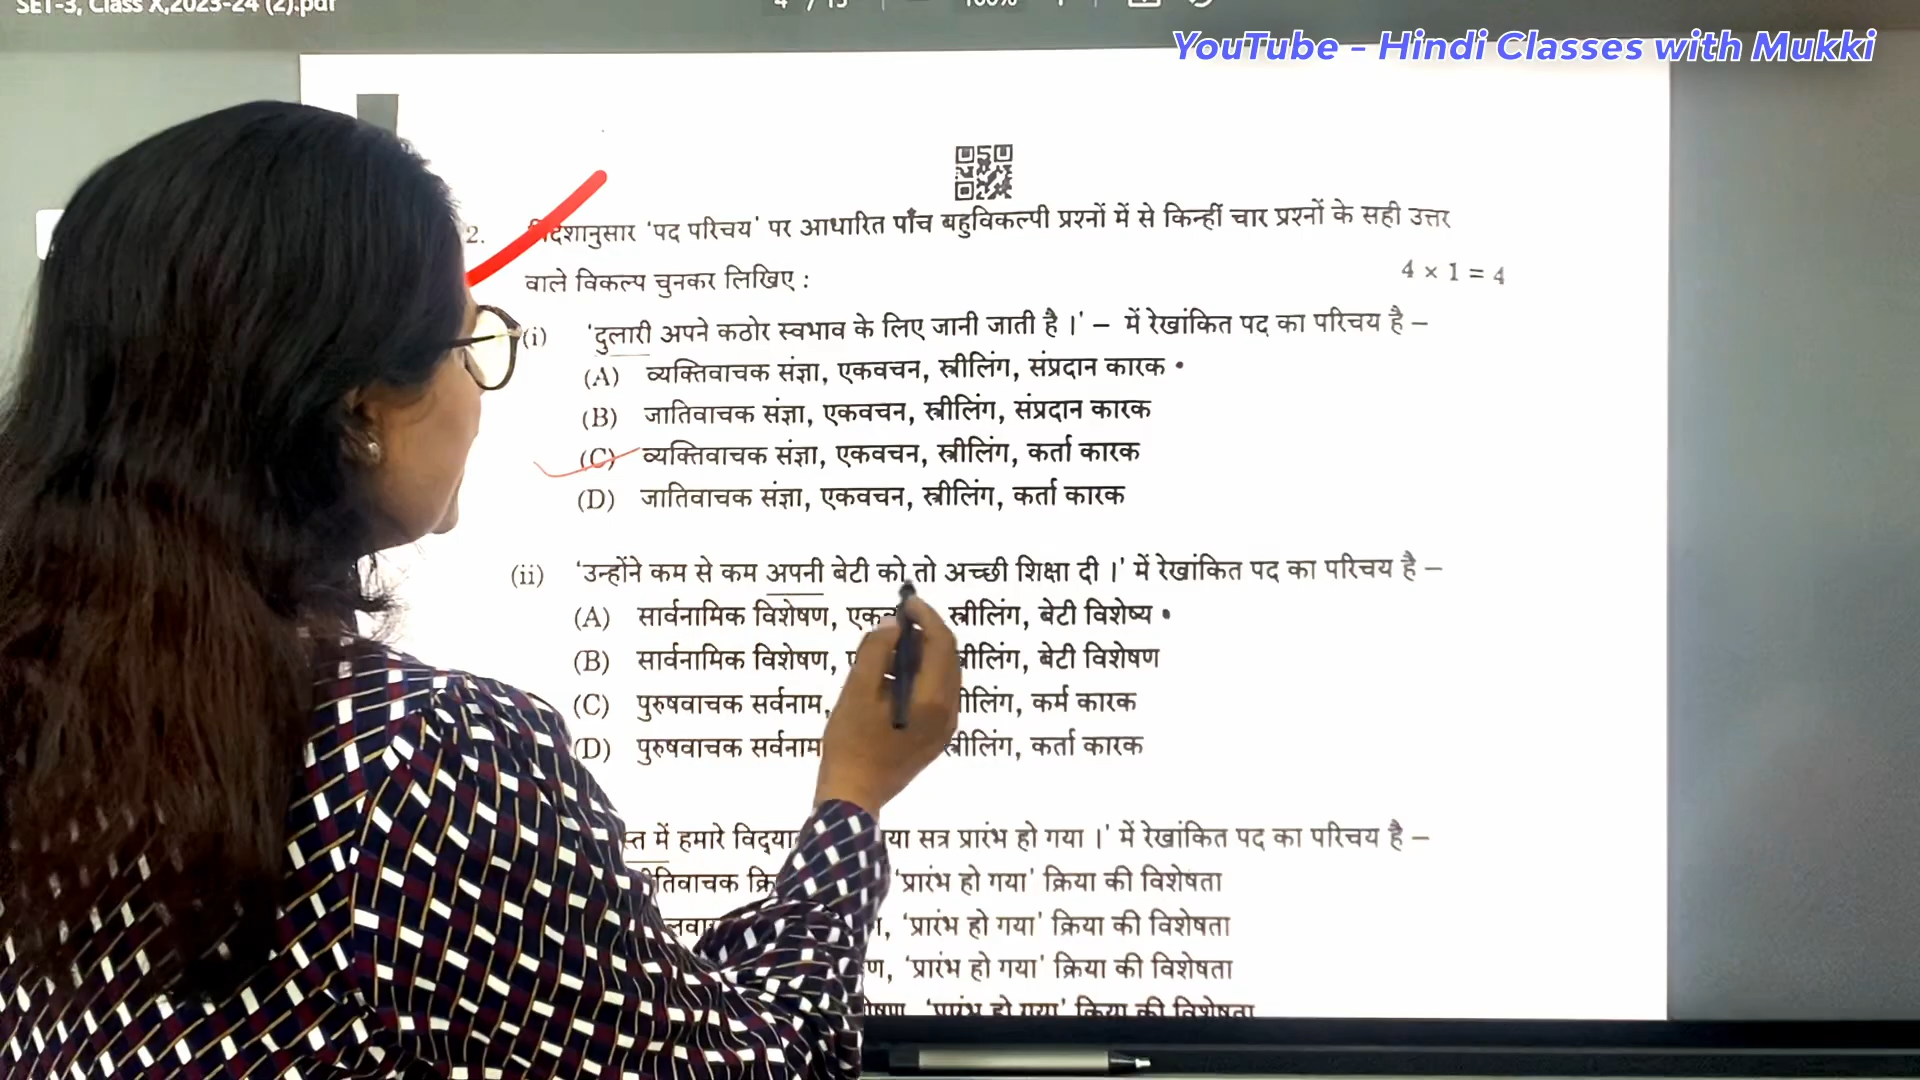 SET-3, Class X,2023-24 (2).pdf
YouTube – Hindi Classes with Mukki
2. निर्देशानुसार ‘पद परिचय’ पर आधारित पाँच बहुविकल्पी प्रश्नों में से किन्हीं चार प्रश्नों के सही उत्तर
वाले विकल्प चुनकर लिखिए : 4 × 1 = 4
(i) ‘दुलारी अपने कठोर स्वभाव के लिए जानी जाती है ।’ – में रेखांकित पद का परिचय है –
(A) व्यक्तिवाचक संज्ञा, एकवचन, स्त्रीलिंग, संप्रदान कारक •
(B) जातिवाचक संज्ञा, एकवचन, स्त्रीलिंग, संप्रदान कारक
(C) व्यक्तिवाचक संज्ञा, एकवचन, स्त्रीलिंग, कर्ता कारक
(D) जातिवाचक संज्ञा, एकवचन, स्त्रीलिंग, कर्ता कारक
(ii) ‘उन्होंने कम से कम अपनी बेटी को तो अच्छी शिक्षा दी ।’ में रेखांकित पद का परिचय है –
(A) सार्वनामिक विशेषण, स्त्रीलिंग, बेटी विशेष्य •
(B) सार्वनामिक विशेषण, स्त्रीलिंग, बेटी विशेषण
(C) पुरुषवाचक सर्वनाम, कर्म कारक
(D) पुरुषवाचक सर्वनाम स्त्रीलिंग, कर्ता कारक
में हमारे सत्र प्रारंभ हो गया ।’ में रेखांकित पद का परिचय है –
‘प्रारंभ हो गया’ क्रिया की विशेषता
‘प्रारंभ हो गया’ क्रिया की विशेषता
‘प्रारंभ हो गया’ क्रिया की विशेषता
‘प्रारंभ हो गया’ क्रिया की विशेषता